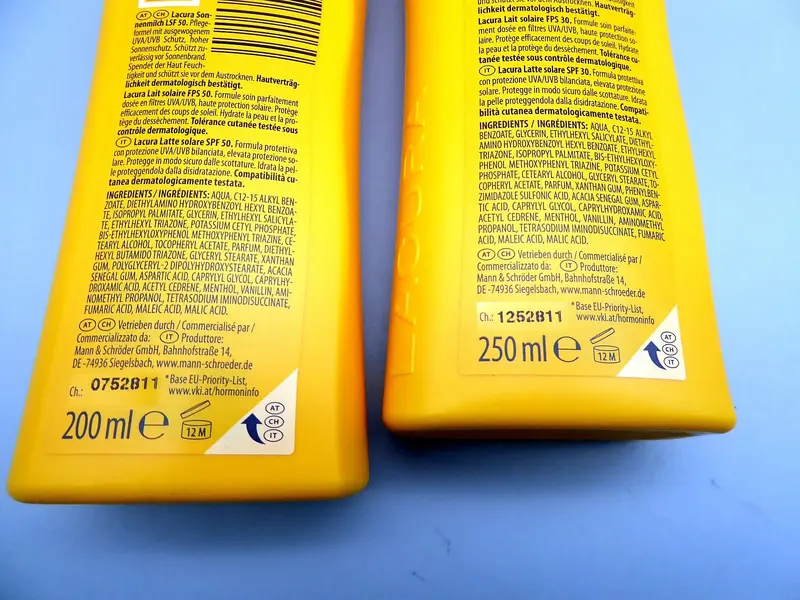 AT CH Lacura Son-
nenmilch LSF 50. Pflege-
formel mit ausgewogenem
UVA/UVB Schutz, hoher
Sonnenschutz. Schützt zu-
verlässig vor Sonnenbrand.
Spendet der Haut Feuch-
tigkeit und schützt sie vor dem Austrocknen. Hautverträg-
lichkeit dermatologisch bestätigt.
Lacura Lait solaire FPS 50. Formule soin parfaitement
dosée en filtres UVA/UVB, haute protection solaire. Protège
efficacement des coups de soleil. Hydrate la peau et la pro-
tège du dessèchement. Tolérance cutanée testée sous
contrôle dermatologique.
IT Lacura Latte solare SPF 50. Formula protettiva
con protezione UVA/UVB bilanciata, elevata protezione so-
lare. Protegge in modo sicuro dalle scottature. Idrata la pel-
le proteggendola dalla disidratazione. Compatibilità cu-
tanea dermatologicamente testata.
INGREDIENTS / INGRÉDIENTS: AQUA, C12-15 ALKYL BEN-
ZOATE, DIETHYLAMINO HYDROXYBENZOYL HEXYL BENZOA-
TE, ISOPROPYL PALMITATE, GLYCERIN, ETHYLHEXYL SALICYLA-
TE, ETHYLHEXYL TRIAZONE, POTASSIUM CETYL PHOSPHATE,
BIS-ETHYLHEXYLOXYPHENOL METHOXYPHENYL TRIAZINE, CE-
TEARYL ALCOHOL, TOCOPHERYL ACETATE, PARFUM, DIETHYL-
HEXYL BUTAMIDO TRIAZONE, GLYCERYL STEARATE, XANTHAN
GUM, POLYGLYCERYL-2 DIPOLYHYDROXYSTEARATE, ACACIA
SENEGAL GUM, ASPARTIC ACID, CAPRYLYL GLYCOL, CAPRYLHY-
DROXAMIC ACID, ACETYL CEDRENE, MENTHOL, VANILLIN, AMI-
NOMETHYL PROPANOL, TETRASODIUM IMINODISUCCINATE,
FUMARIC ACID, MALEIC ACID, MALIC ACID.
AT CH Vertrieben durch / Commercialisé par /
Commercializzato da: IT Produttore:
Mann & Schröder GmbH, Bahnhofstraße 14,
DE -74936 Siegelsbach, www.mann-schroeder.de
Ch.: 0752811 *Base EU-Priority-List,
www.vki.at/hormoninfo
200 ml e 12 M
AT
CH
IT
lichkeit dermatologisch bestätigt.
Lacura Lait solaire FPS 30. Formule soin parfaite-
ment dosée en filtres UVA/UVB, haute protection so-
laire. Protège efficacement des coups de soleil. Hydrate
la peau et la protège du dessèchement. Tolérance cu-
tanée testée sous contrôle dermatologique.
IT Lacura Latte solare SPF 30. Formula protettiva
con protezione UVA/UVB bilanciata, elevata protezione
solare. Protegge in modo sicuro dalle scottature. Idrata
la pelle proteggendola dalla disidratazione. Compati-
bilità cutanea dermatologicamente testata.
INGREDIENTS / INGRÉDIENTS: AQUA, C12-15 ALKYL
BENZOATE, GLYCERIN, ETHYLHEXYL SALICYLATE, DIETHYL-
AMINO HYDROXYBENZOYL HEXYL BENZOATE, ETHYLHEXYL
TRIAZONE, ISOPROPYL PALMITATE, BIS-ETHYLHEXYLOXY-
PHENOL METHOXYPHENYL TRIAZINE, POTASSIUM CETYL
PHOSPHATE, CETEARYL ALCOHOL, GLYCERYL STEARATE, TO-
COPHERYL ACETATE, PARFUM, XANTHAN GUM, PHENYLBEN-
ZIMIDAZOLE SULFONIC ACID, ACACIA SENEGAL GUM, ASPAR-
TIC ACID, CAPRYLYL GLYCOL, CAPRYLHYDROXAMIC ACID,
ACETYL CEDRENE, MENTHOL, VANILLIN, AMINOMETHYL
PROPANOL, TETRASODIUM IMINODISUCCINATE, FUMARIC
ACID, MALEIC ACID, MALIC ACID.
AT CH Vertrieben durch / Commercialisé par /
Commercializzato da: IT Produttore:
Mann & Schröder GmbH, Bahnhofstraße 14,
DE -74936 Siegelsbach, www.mann-schroeder.de
Ch.: 1252811 *Base EU-Priority-List,
www.vki.at/hormoninfo
250 ml e 12 M
AT
CH
IT
LACURA